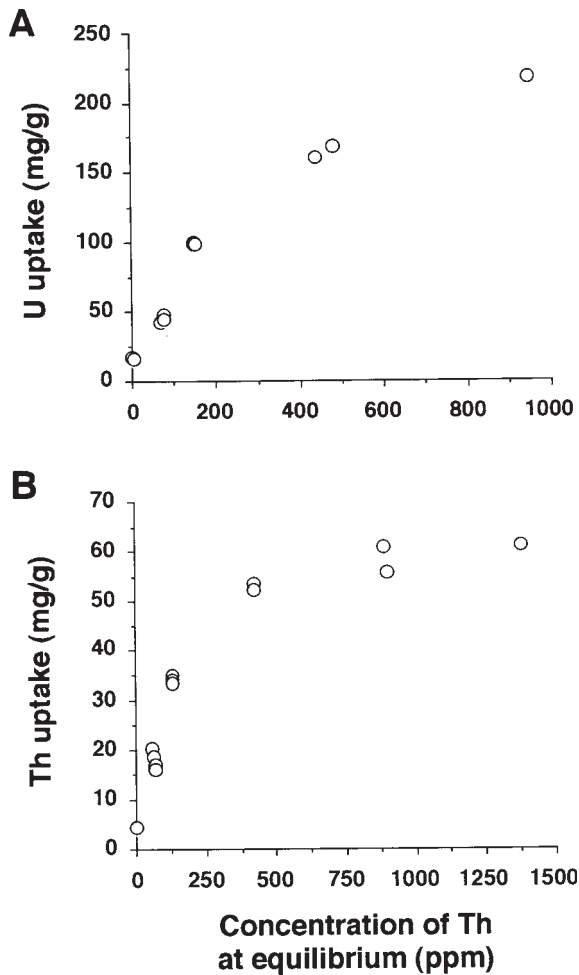 A
U uptake (mg/g)
250
200
150
100
50
0
0 200 400 600 800 1000
B
Th uptake (mg/g)
70
60
50
40
30
20
10
0
0 250 500 750 1000 1250 1500
Concentration of Th
at equilibrium (ppm)